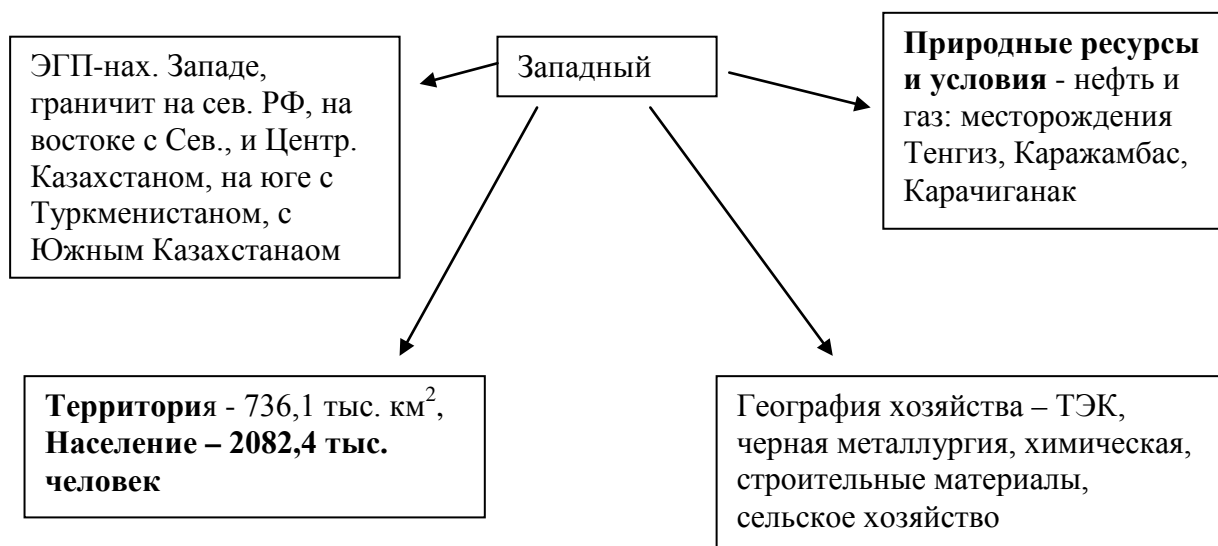 ЭГП-нах. Западе,
граничит на сев. РФ, на
востоке с Сев., и Центр.
Казахстаном, на юге с
Туркменистаном, с
Южным Казахстанаом
Западный
Природные ресурсы
и условия - нефть и
газ: месторождения
Тенгиз, Каражамбас,
Карачиганак
Территория - 736,1 тыс. км²,
Население – 2082,4 тыс.
человек
География хозяйства – ТЭК,
черная металлургия, химическая,
строительные материалы,
сельское хозяйство